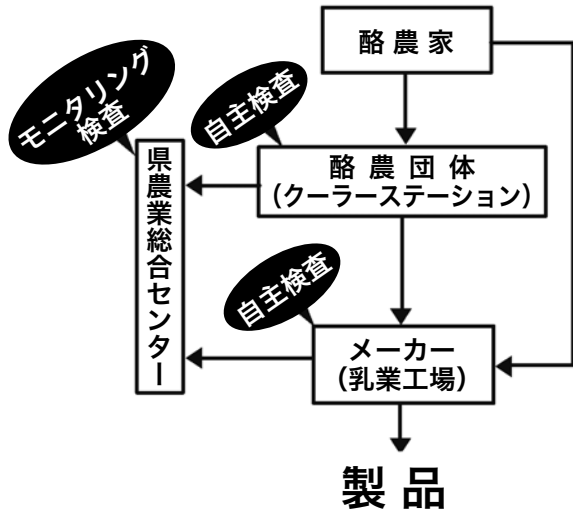 酪農家
モニタリング
検査
自主検査
酪農団体
（クーラーステーション）
県農業総合センター
自主検査
メーカー
（乳業工場）
製品